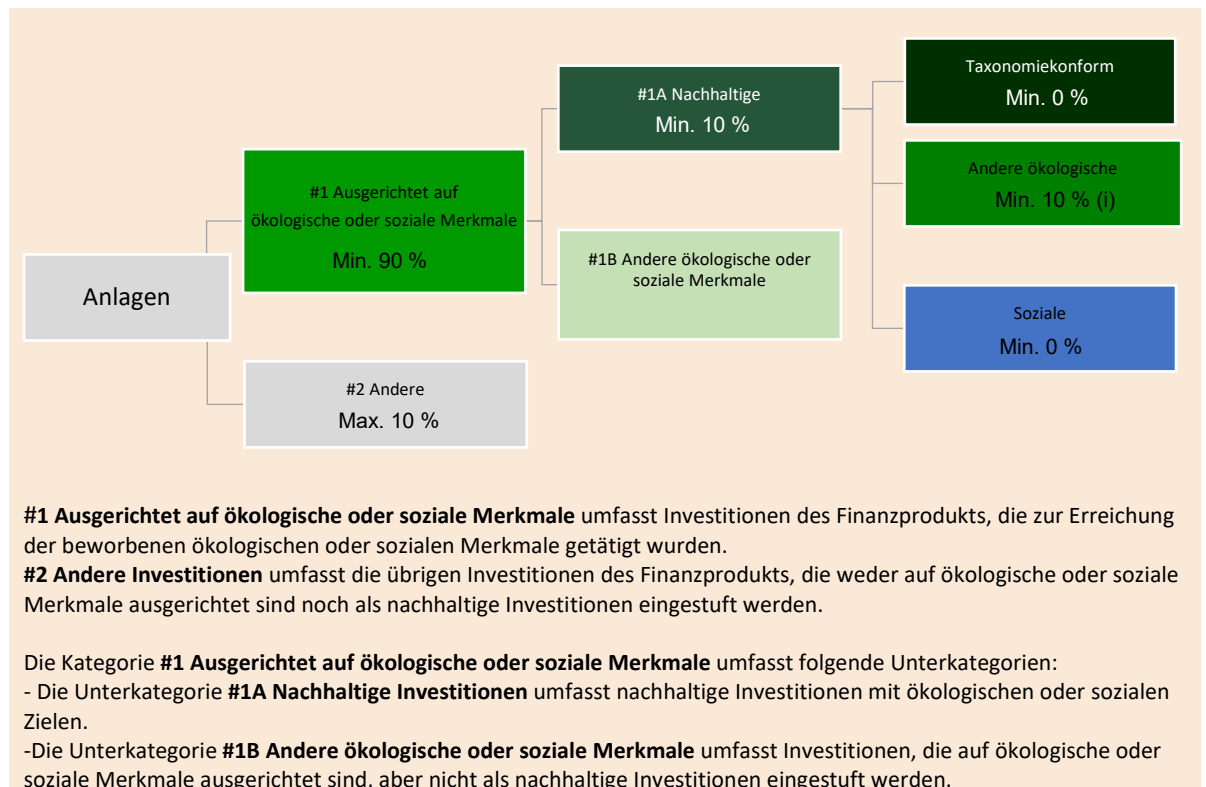 Taxonomiekonform
Min. 0 %
#1A Nachhaltige
Min. 10 %
Andere ökologische
Min. 10 % (i)
#1 Ausgerichtet auf
ökologische oder soziale Merkmale
Min. 90 %
#1B Andere ökologische oder
soziale Merkmale
Anlagen
Soziale
Min. 0 %
#2 Andere
Max. 10 %
#1 Ausgerichtet auf ökologische oder soziale Merkmale umfasst Investitionen des Finanzprodukts, die zur Erreichung
der beworbenen ökologischen oder sozialen Merkmale getätigt wurden.
#2 Andere Investitionen umfasst die übrigen Investitionen des Finanzprodukts, die weder auf ökologische oder soziale
Merkmale ausgerichtet sind noch als nachhaltige Investitionen eingestuft werden.
Die Kategorie #1 Ausgerichtet auf ökologische oder soziale Merkmale umfasst folgende Unterkategorien:
- Die Unterkategorie #1A Nachhaltige Investitionen umfasst nachhaltige Investitionen mit ökologischen oder sozialen
Zielen.
-Die Unterkategorie #1B Andere ökologische oder soziale Merkmale umfasst Investitionen, die auf ökologische oder
soziale Merkmale ausgerichtet sind, aber nicht als nachhaltige Investitionen eingestuft werden.